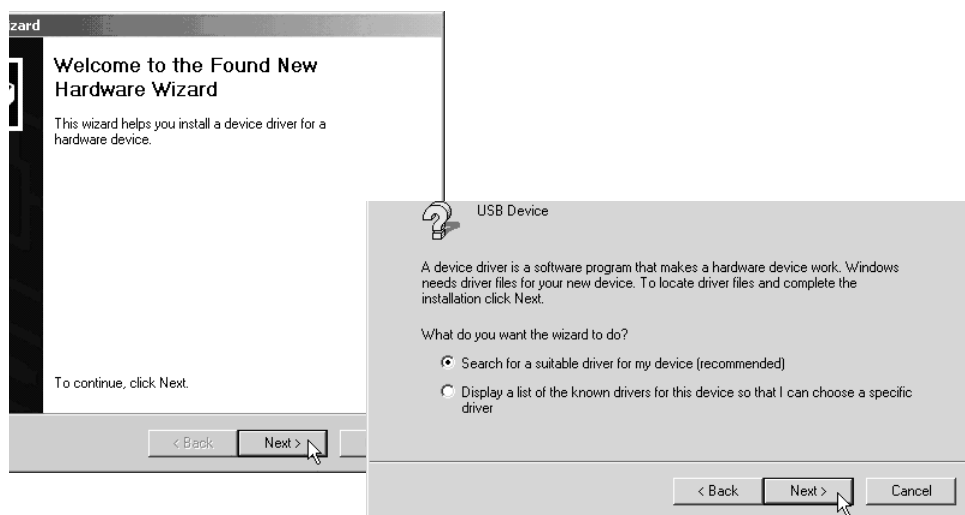 zard
Welcome to the Found New
Hardware Wizard
This wizard helps you install a device driver for a
hardware device.
To continue, click Next.
< Back
Next >
USB Device
A device driver is a software program that makes a hardware device work. Windows
needs driver files for your new device. To locate driver files and complete the
installation click Next.
What do you want the wizard to do?
Search for a suitable driver for my device (recommended)
Display a list of the known drivers for this device so that I can choose a specific
driver
< Back
Next >
Cancel